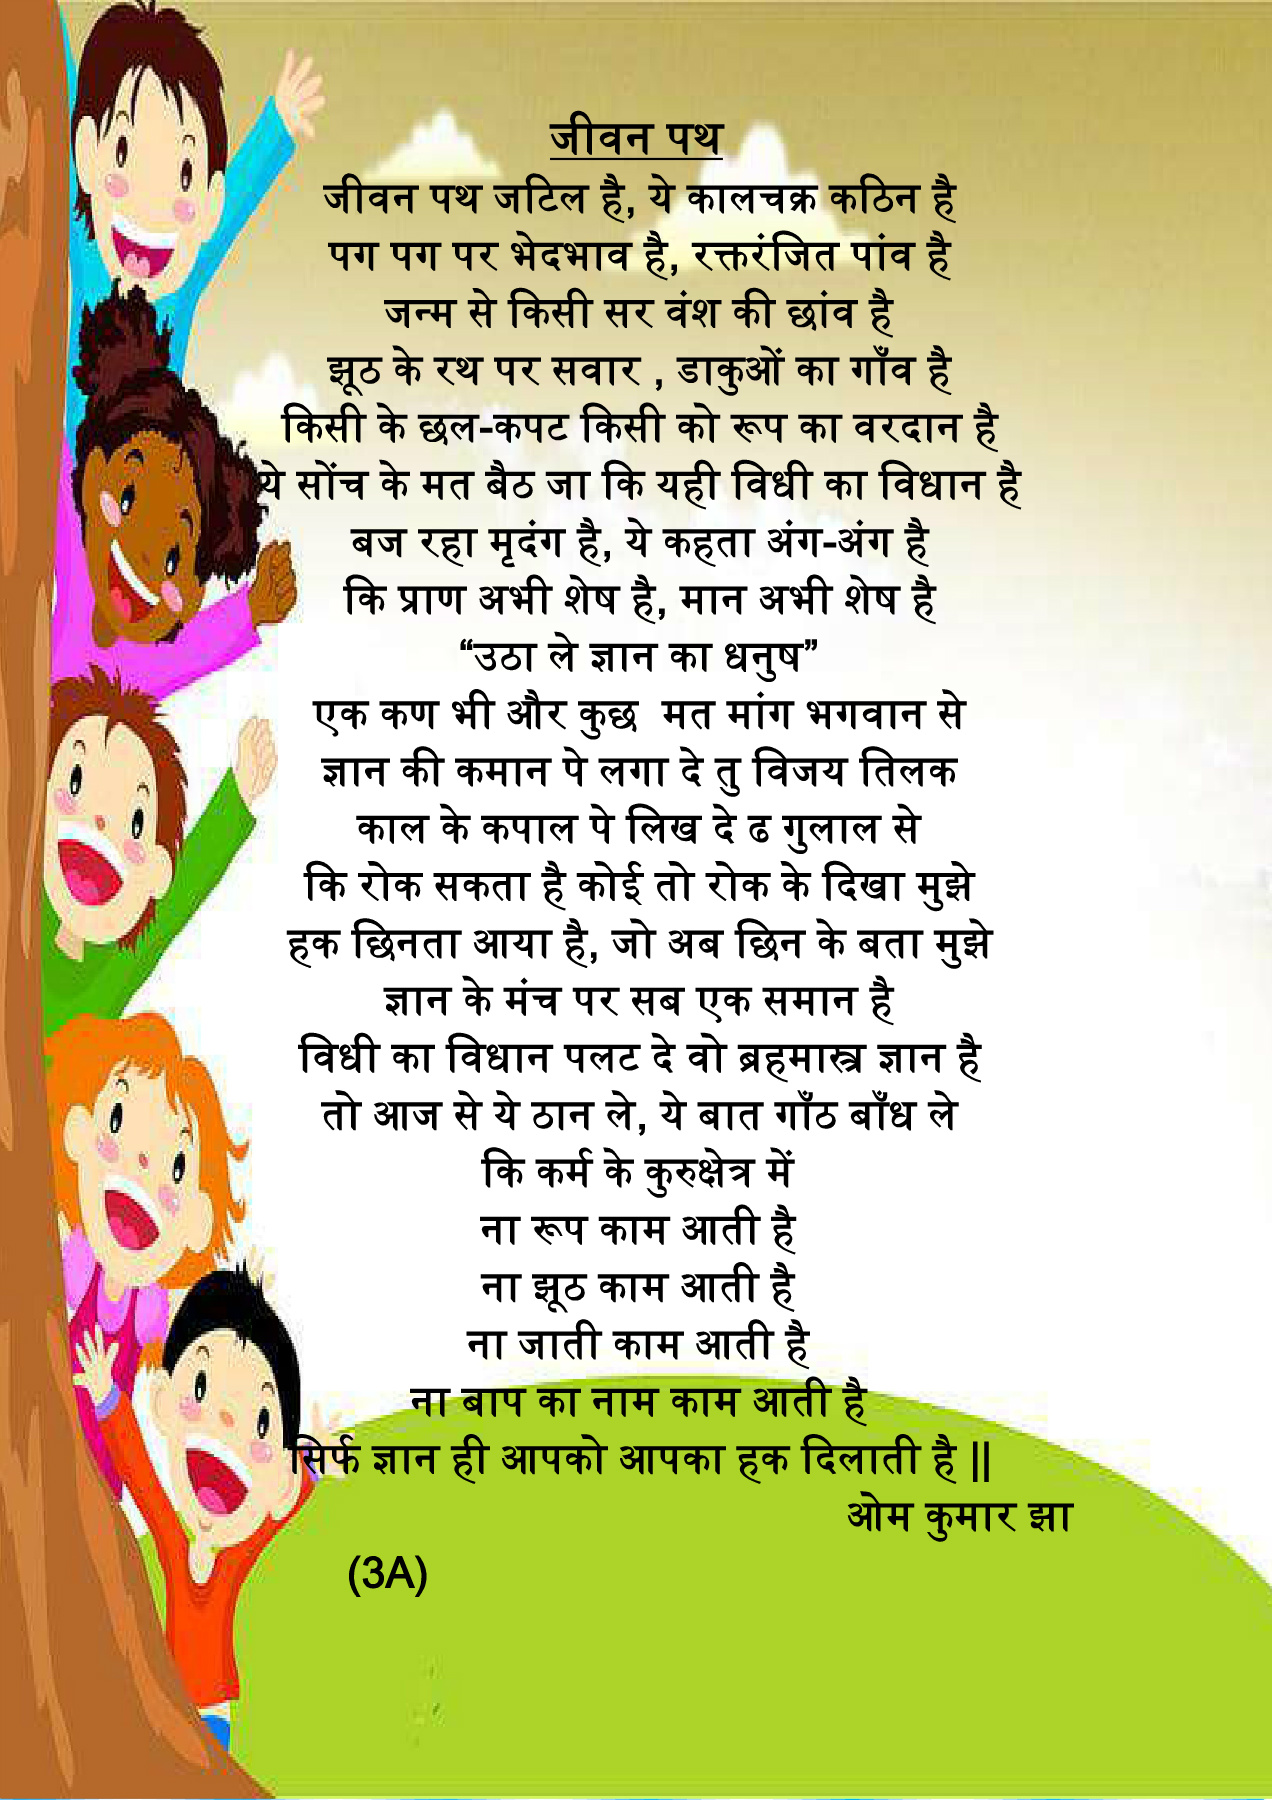 जीवन पथ
जीवन पथ जटिल है, ये कालचक्र कठिन है
पग पग पर भेदभाव है, रक्तरंजित पांव है
जन्म से किसी सर वंश की छांव है
झूठ के रथ पर सवार , डाकुओं का गाँव है
किसी के छल-कपट किसी को रूप का वरदान है
ये सोंच के मत बैठ जा कि यही विधी का विधान है
बज रहा मृदंग है, ये कहता अंग-अंग है
कि प्राण अभी शेष है, मान अभी शेष है
“उठा ले ज्ञान का धनुष”
एक कण भी और कुछ  मत मांग भगवान से
ज्ञान की कमान पे लगा दे तु विजय तिलक
काल के कपाल पे लिख दे ढ गुलाल से
कि रोक सकता है कोई तो रोक के दिखा मुझे
हक छिनता आया है, जो अब छिन के बता मुझे
ज्ञान के मंच पर सब एक समान है
विधी का विधान पलट दे वो ब्रहमास्त्र ज्ञान है
तो आज से ये ठान ले, ये बात गाँठ बाँध ले
कि कर्म के कुरुक्षेत्र में
ना रूप काम आती है
ना झूठ काम आती है
ना जाती काम आती है
ना बाप का नाम काम आती है
सिर्फ ज्ञान ही आपको आपका हक दिलाती है ||
ओम कुमार झा
(3A)